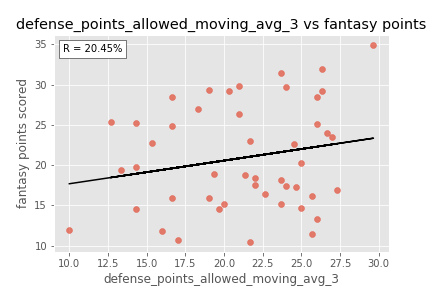 defense_points_allowed_moving_avg_3 vs fantasy points
R = 20.45%
fantasy points scored
35
30
25
20
15
10
10.0 12.5 15.0 17.5 20.0 22.5 25.0 27.5 30.0
defense_points_allowed_moving_avg_3